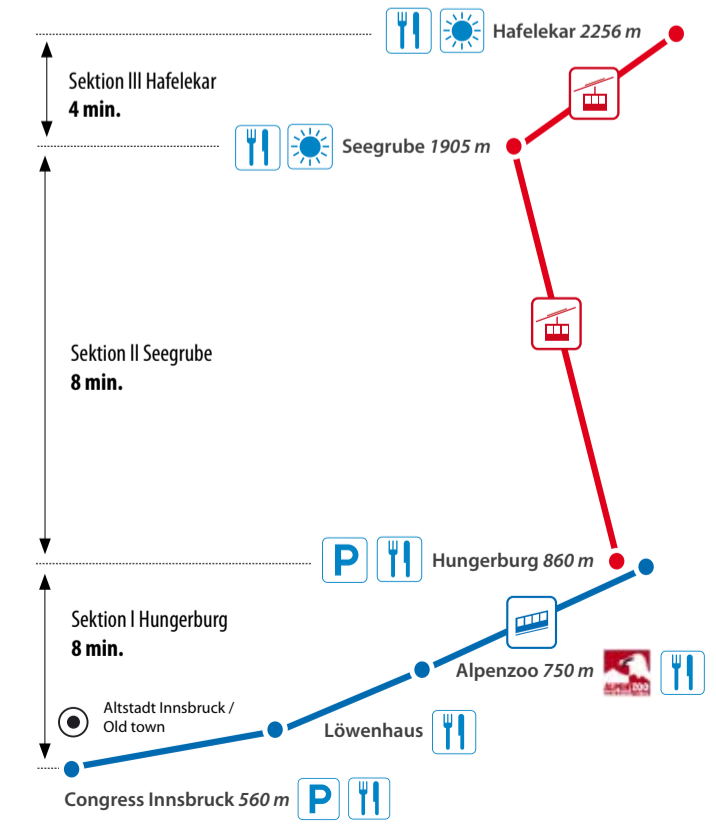 Hafelekar 2256 m
Sektion III Hafelekar
4 min.
Seegrube 1905 m
Sektion II Seegrube
8 min.
P
Hungerburg 860 m
Sektion I Hungerburg
8 min.
Alpenzoo 750 m
ALPENZOO
Altstadt Innsbruck /
Old town
Löwenhaus
Congress Innsbruck 560 m
P